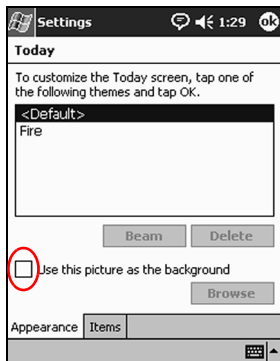 Settings 1:29 ok
Today
To customize the Today screen, tap one of
the following themes and tap OK.
<Default>
Fire
Beam Delete
Use this picture as the background
Browse
Appearance Items